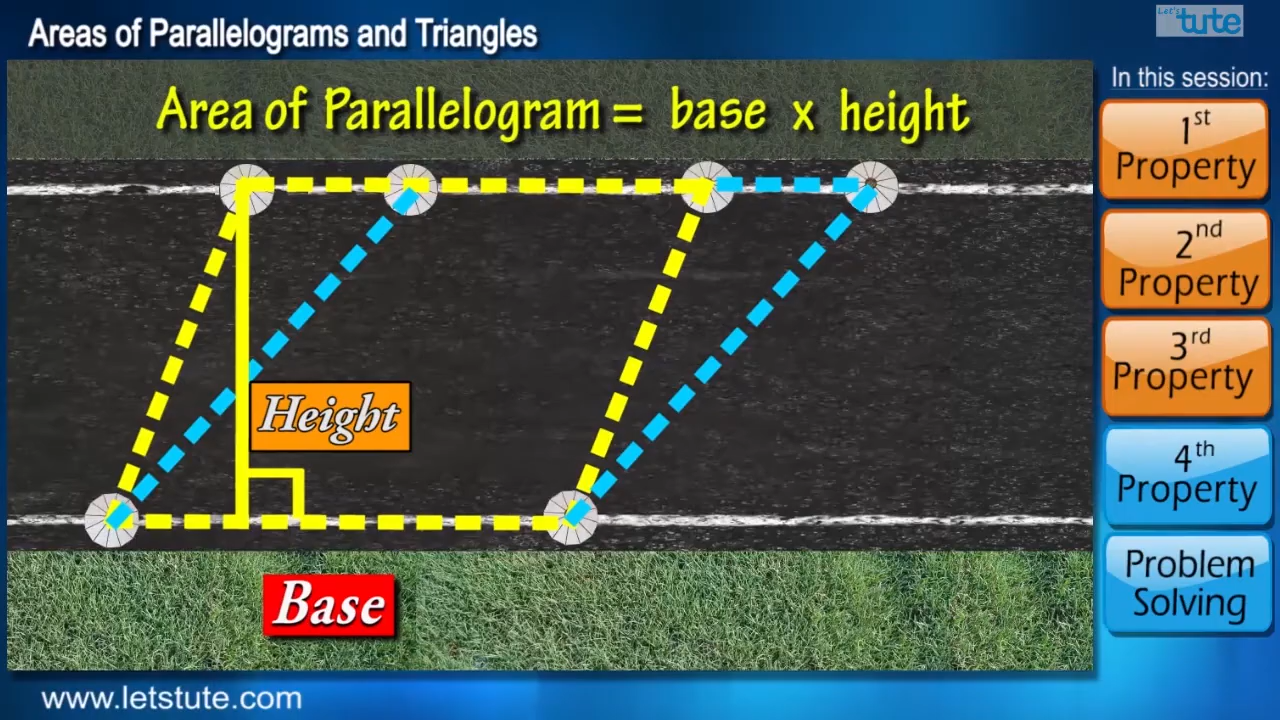 Areas of Parallelograms and Triangles
Let's
tute
In this session:
Area of Parallelogram = base x height
1st
Property
2nd
Property
3rd
Property
4th
Property
Problem
Solving
Height
Base
www.letstute.com